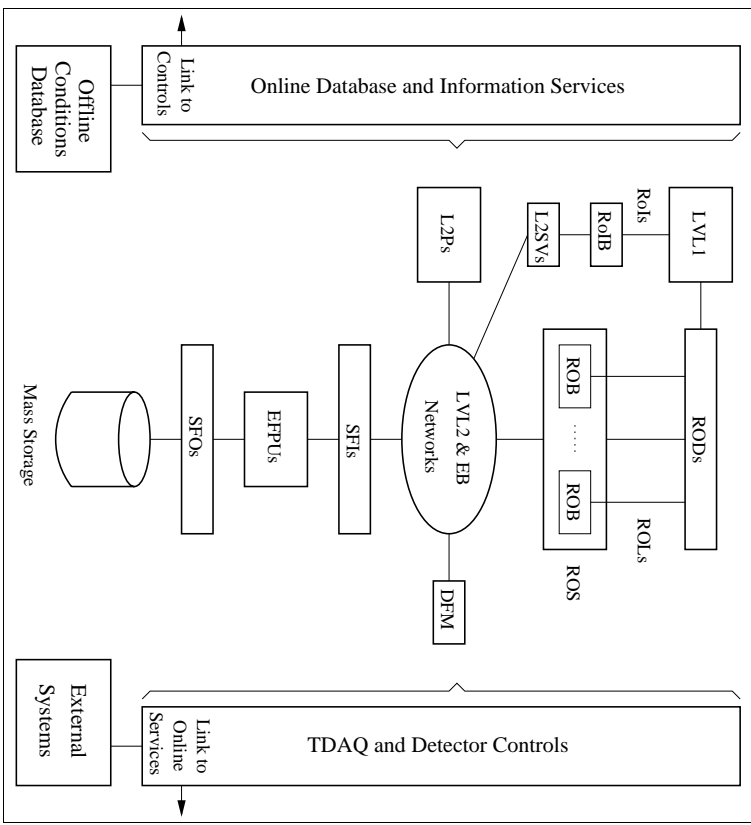 Online Database and Information Services
Link to
Controls
Offline
Conditions
Database
LVL1
RoIs
RoIB
L2SVs
L2Ps
RODs
ROLs
ROB
.....
ROB
ROS
LVL2 & EB
Networks
DFM
SFIs
EFPUs
SFOs
Mass Storage
TDAQ and Detector Controls
Link to
Online
Services
External
Systems